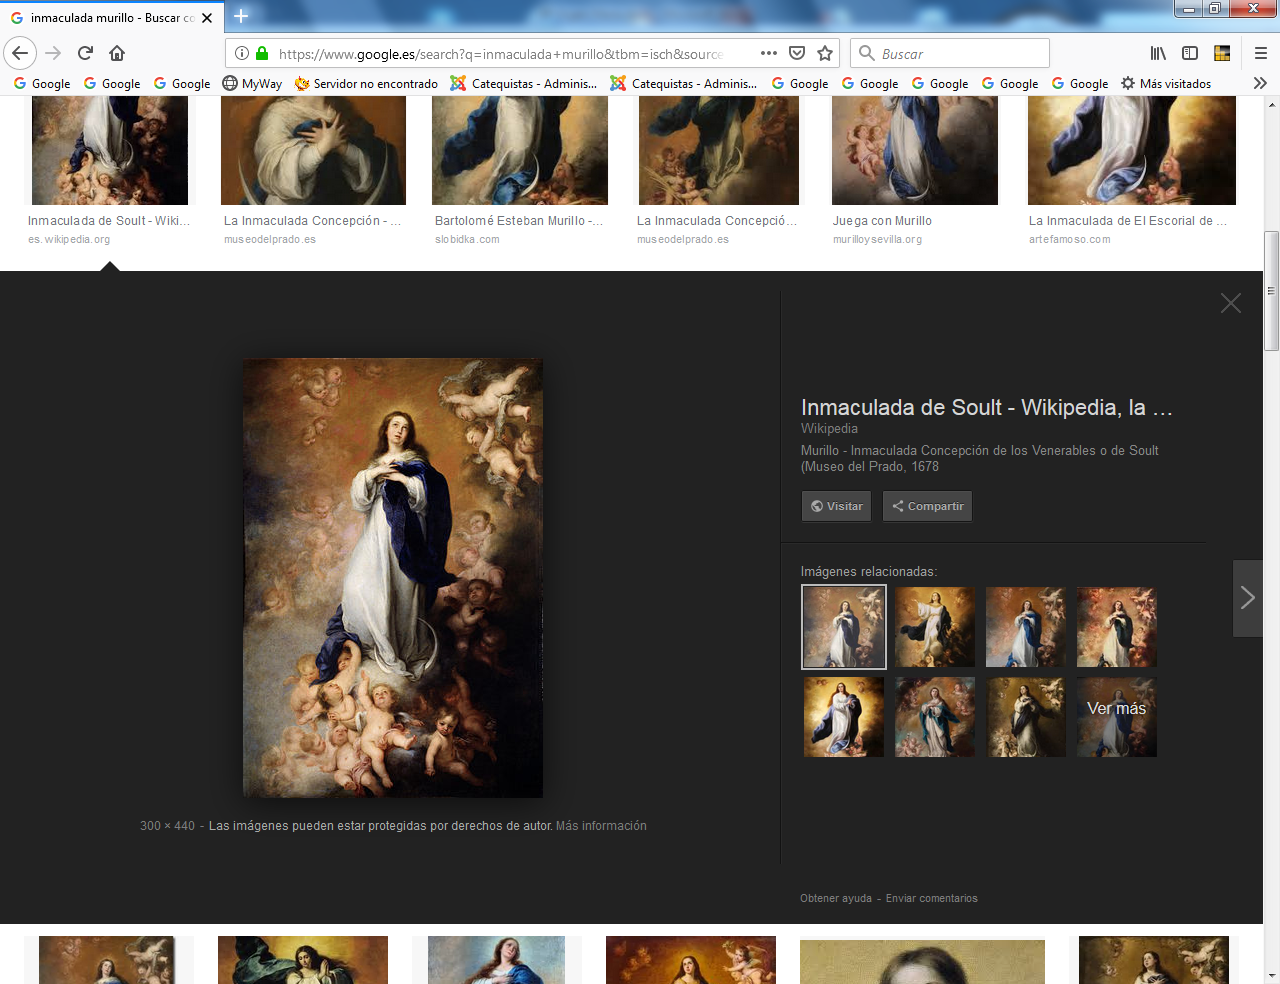 inmaculada murillo - Buscar co
https://www.google.es/search?q=inmaculada+murillo&tbm=isch&source
Buscar
Google Google Google MyWay Servidor no encontrado Catequistas - Adminis... Catequistas - Adminis... Google Google Google Google Google Más visitados
Inmaculada de Soult - Wiki...
es.wikipedia.org
La Inmaculada Concepción - ...
museodelprado.es
Bartolomé Esteban Murillo -...
slobidka.com
La Inmaculada Concepció...
museodelprado.es
Juega con Murillo
murilloysevilla.org
La Inmaculada de El Escorial de ...
artefamoso.com
Inmaculada de Soult - Wikipedia, la ...
Wikipedia
Murillo - Inmaculada Concepción de los Venerables o de Soult
(Museo del Prado, 1678
Visitar
Compartir
Imágenes relacionadas:
Ver más
300 × 440 - Las imágenes pueden estar protegidas por derechos de autor. Más información
Obtener ayuda - Enviar comentarios